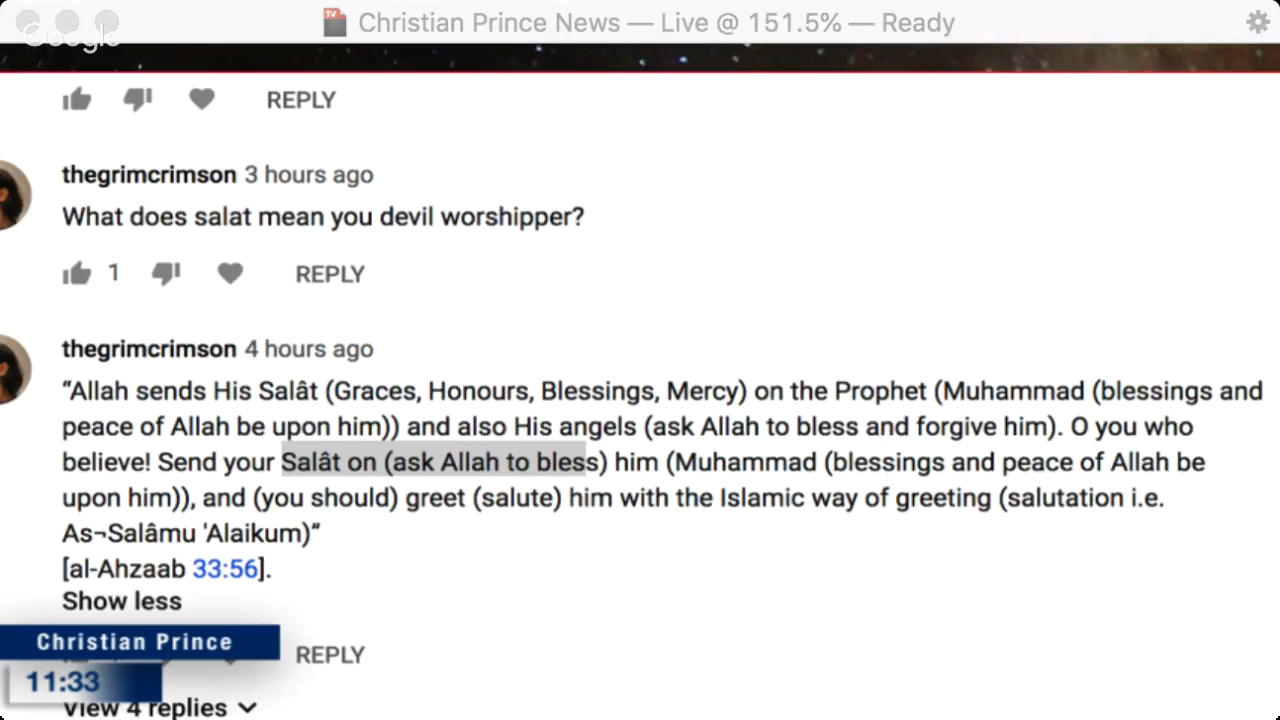 Christian Prince News — Live @ 151.5% — Ready
Google
REPLY
thegrimcrimson 3 hours ago
What does salat mean you devil worshipper?
1 REPLY
thegrimcrimson 4 hours ago
“Allah sends His Salât (Graces, Honours, Blessings, Mercy) on the Prophet (Muhammad (blessings and
peace of Allah be upon him)) and also His angels (ask Allah to bless and forgive him). O you who
believe! Send your Salât on (ask Allah to bless) him (Muhammad (blessings and peace of Allah be
upon him)), and (you should) greet (salute) him with the Islamic way of greeting (salutation i.e.
As¬Salâmu 'Alaikum)”
[al-Ahzaab 33:56].
Show less
Christian Prince
REPLY
11:33
View 4 replies